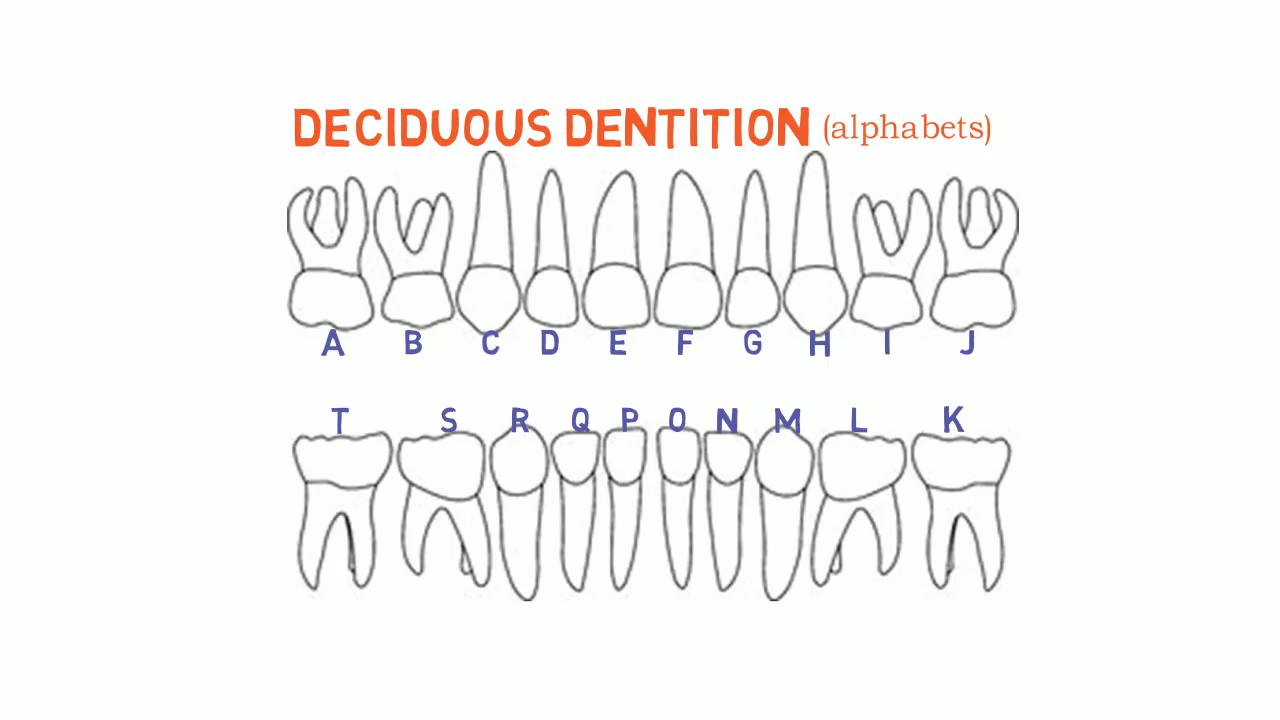 DECIDUOUS DENTITION (alphabets)
A B C D E F G H I J
T S R Q P O N M L K